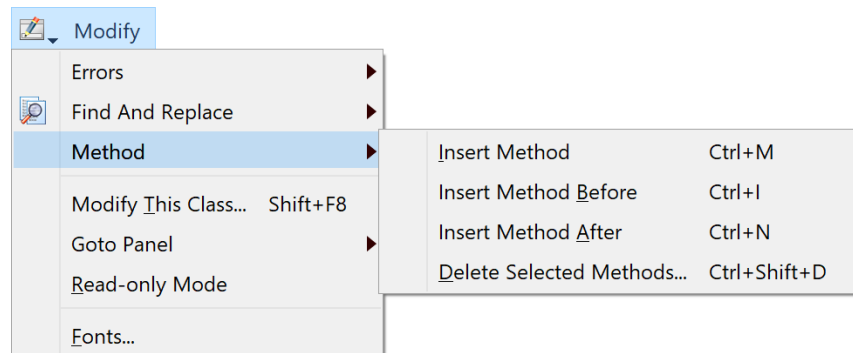 Modify
Errors
Find And Replace
Method
Insert Method Ctrl+M
Insert Method Before Ctrl+I
Insert Method After Ctrl+N
Delete Selected Methods... Ctrl+Shift+D
Modify This Class... Shift+F8
Goto Panel
Read-only Mode
Fonts...